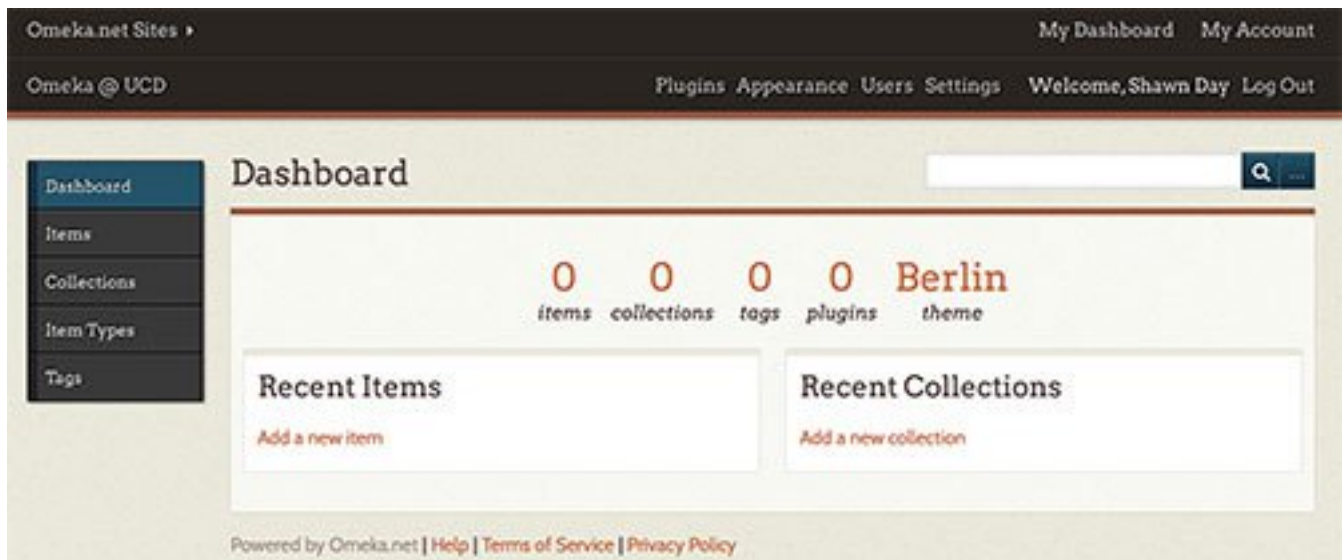 Omeka.net Sites
My Dashboard My Account
Omeka @ UCD
Plugins Appearance Users Settings Welcome, Shawn Day Log Out
Dashboard
Items
Collections
Item Types
Tags
Dashboard
...
0 0 0 0 Berlin
items collections tags plugins theme
Recent Items
Add a new item
Recent Collections
Add a new collection
Powered by Omeka.net | Help | Terms of Service | Privacy Policy